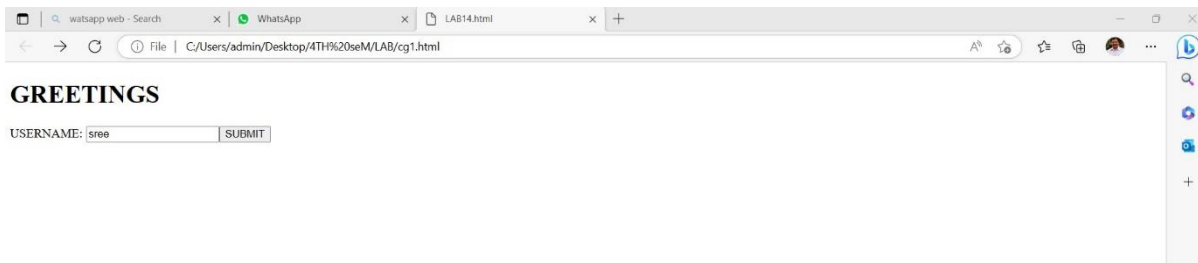 watsapp web - Search WhatsApp LAB14.html
File | C:/Users/admin/Desktop/4TH%20seM/LAB/cg1.html
GREETINGS
USERNAME: sree SUBMIT